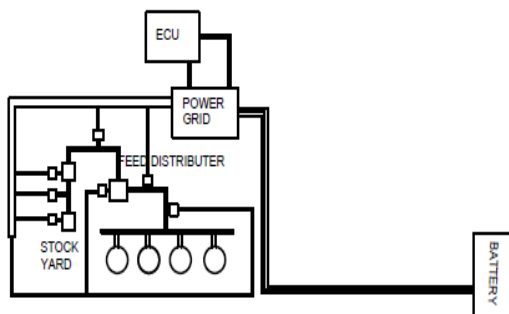 ECU
POWER
GRID
FEED DISTRIBUTER
STOCK
YARD
BATTERY